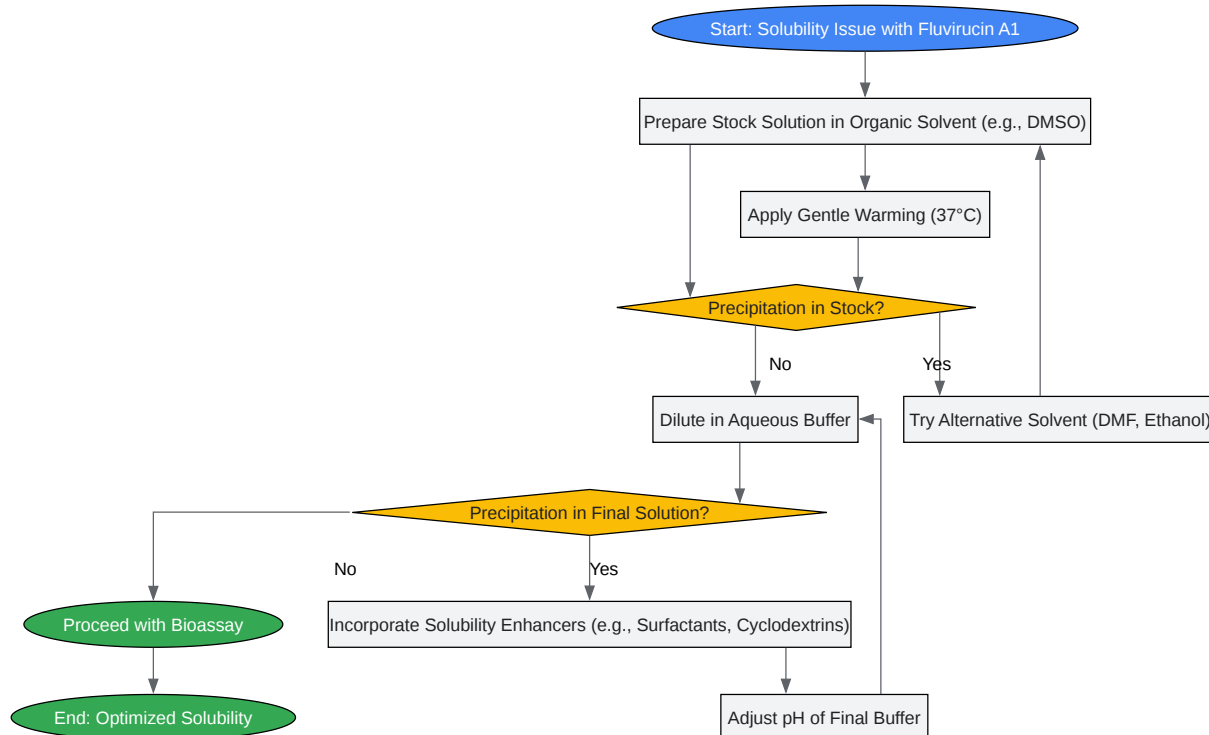 Start: Solubility Issue with Fluvirucin A1
Prepare Stock Solution in Organic Solvent (e.g., DMSO)
Apply Gentle Warming (37°C)
Precipitation in Stock?
No
Yes
Dilute in Aqueous Buffer
Try Alternative Solvent (DMF, Ethanol)
Precipitation in Final Solution?
No
Yes
Proceed with Bioassay
Incorporate Solubility Enhancers (e.g., Surfactants, Cyclodextrins)
End: Optimized Solubility
Adjust pH of Final Buffer